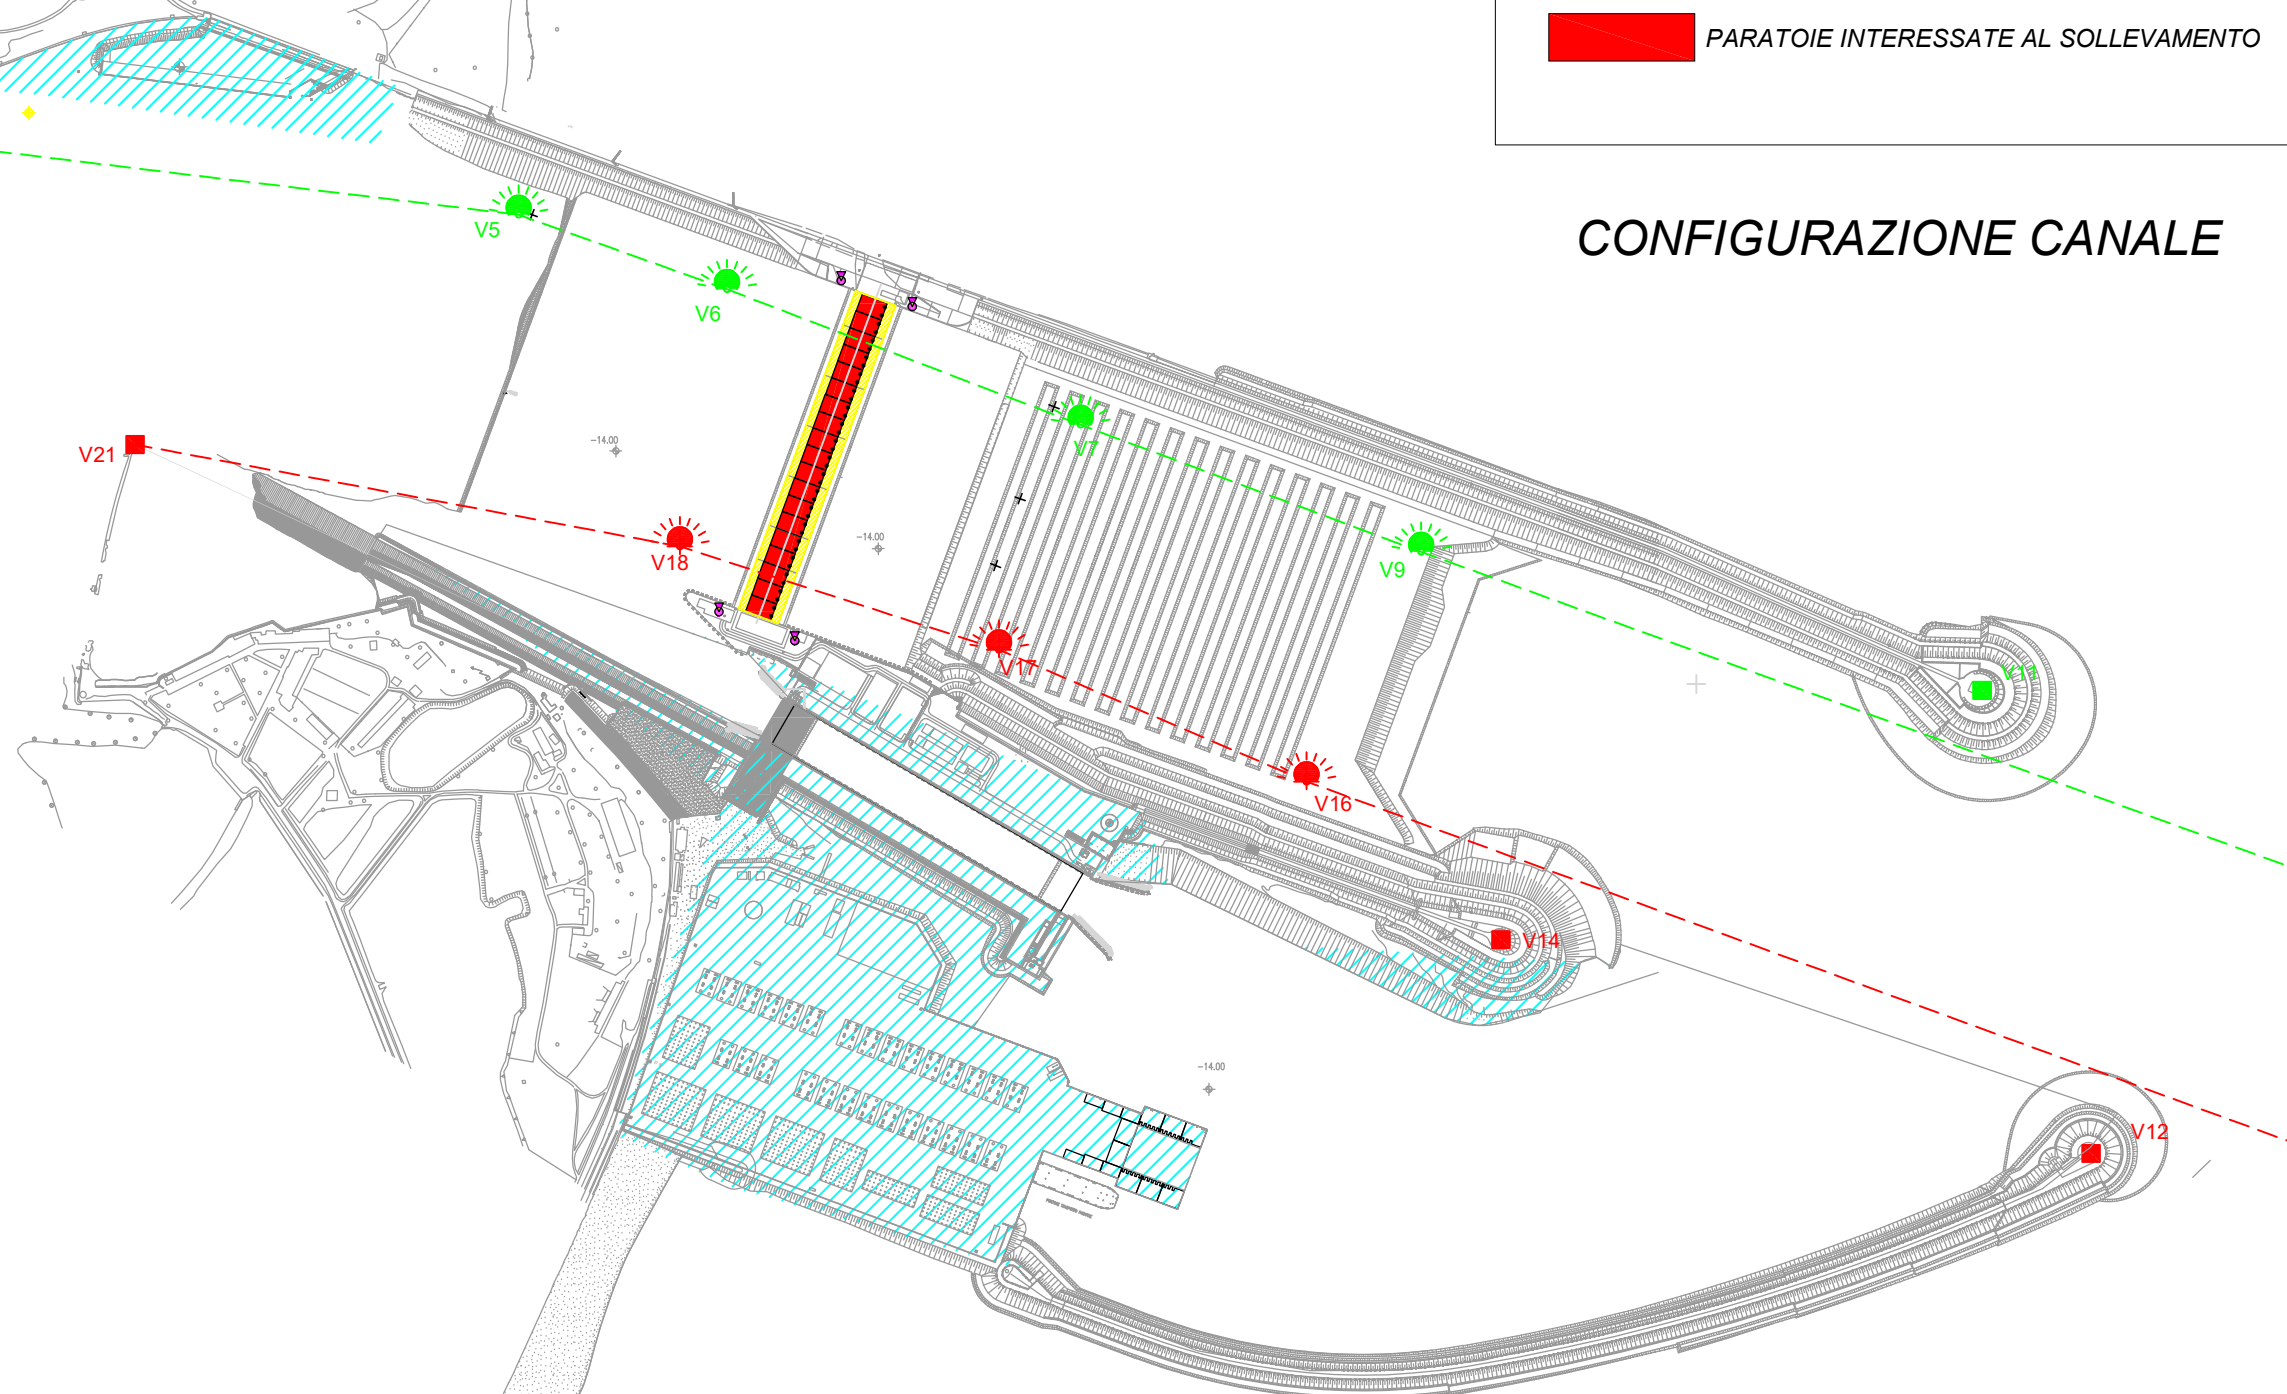 PARATOIE INTERESSATE AL SOLLEVAMENTO
CONFIGURAZIONE CANALE
V5
V6
V7
V21
-14.00
V18
-14.00
V9
V17
V11
V16
V14
-14.00
V12